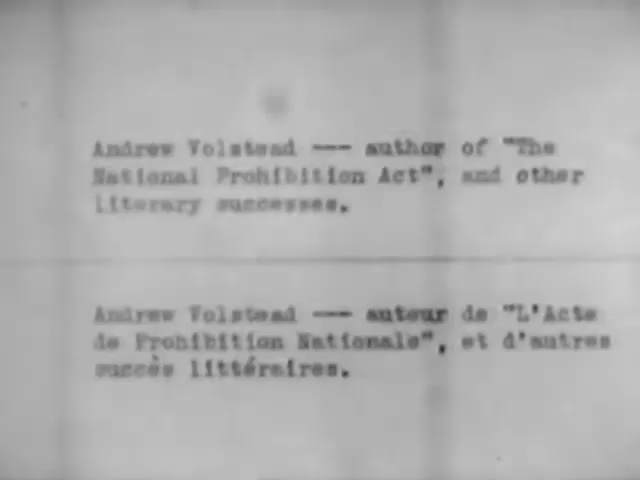 Andrew Volstead --- author of "The
National Prohibition Act", and other
literary successes.
Andrew Volstead --- auteur de "L'Acte
de Prohibition Nationale", et d'autres
succès littéraires.